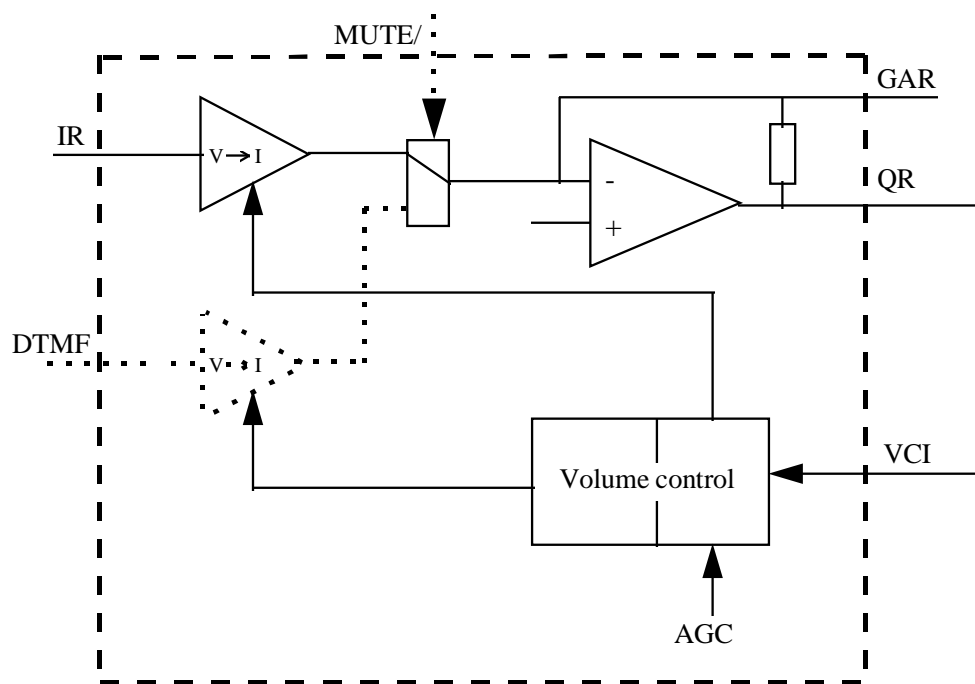 MUTE/
GAR
IR
V → I
-
QR
+
DTMF
V → I
VCI
Volume control
AGC